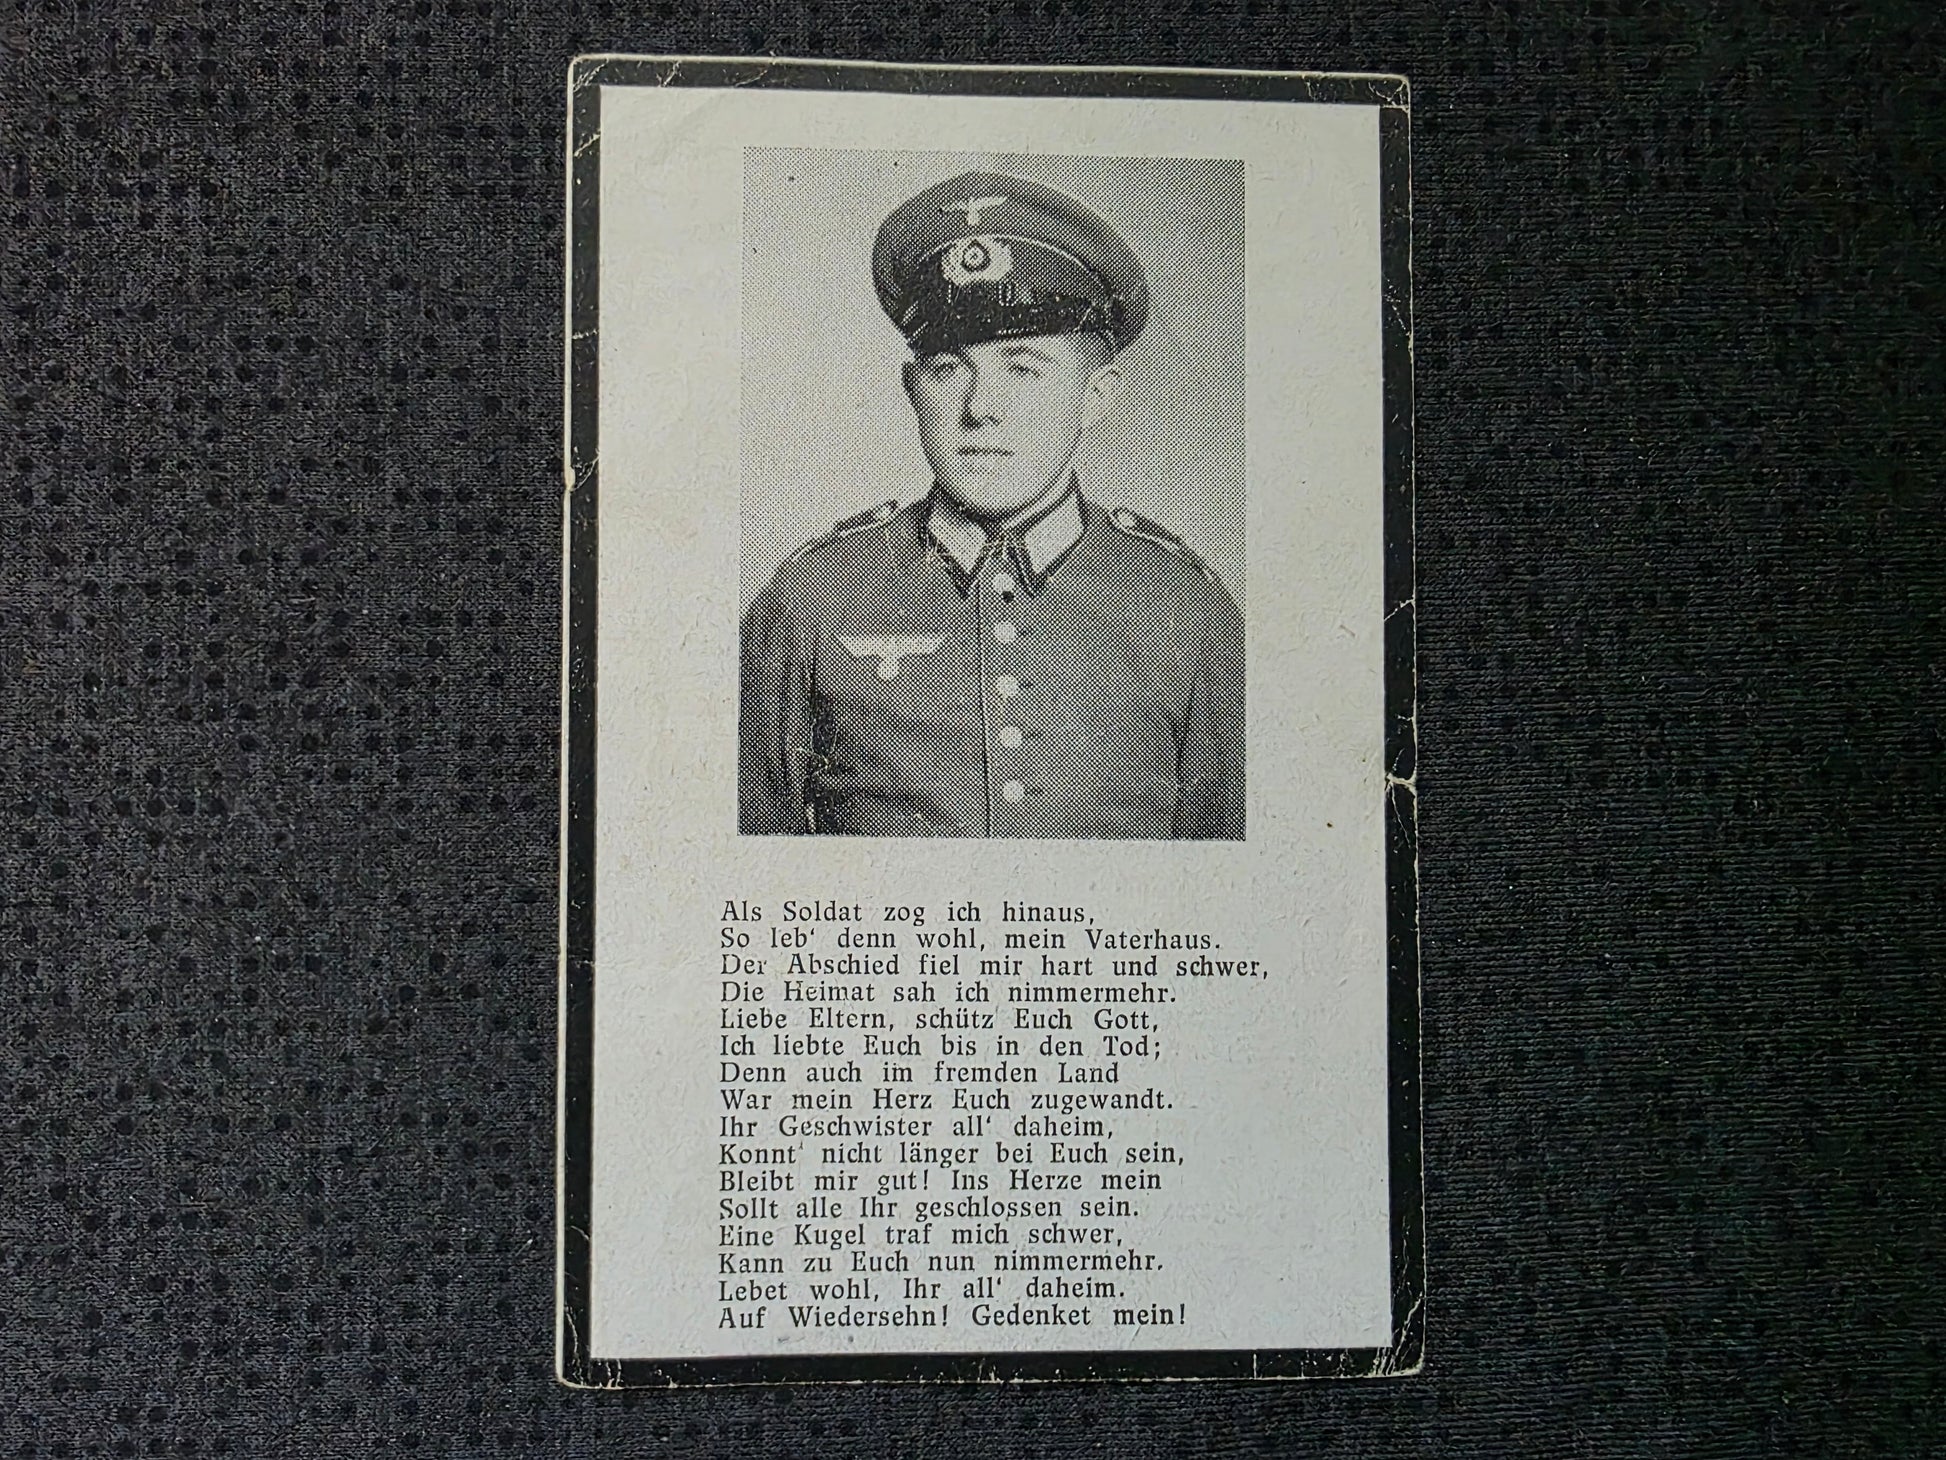 Als Soldat zog ich hinaus,
So leb‘ denn wohl, mein Vaterhaus.
Der Abschied fiel mir hart und schwer,
Die Heimat sah ich nimmermehr.
Liebe Eltern, schütz‘ Euch Gott,
Ich liebte Euch bis in den Tod;
Denn auch im fremden Land
War mein Herz Euch zugewandt.
Ihr Geschwister all‘ daheim,
Konnt‘ nicht länger bei Euch sein,
Bleibt mir gut! Ins Herze mein
Sollt alle Ihr geschlossen sein.
Eine Kugel traf mich schwer,
Kann zu Euch nun nimmermehr.
Lebet wohl, Ihr all‘ daheim.
Auf Wiedersehn! Gedenket mein!